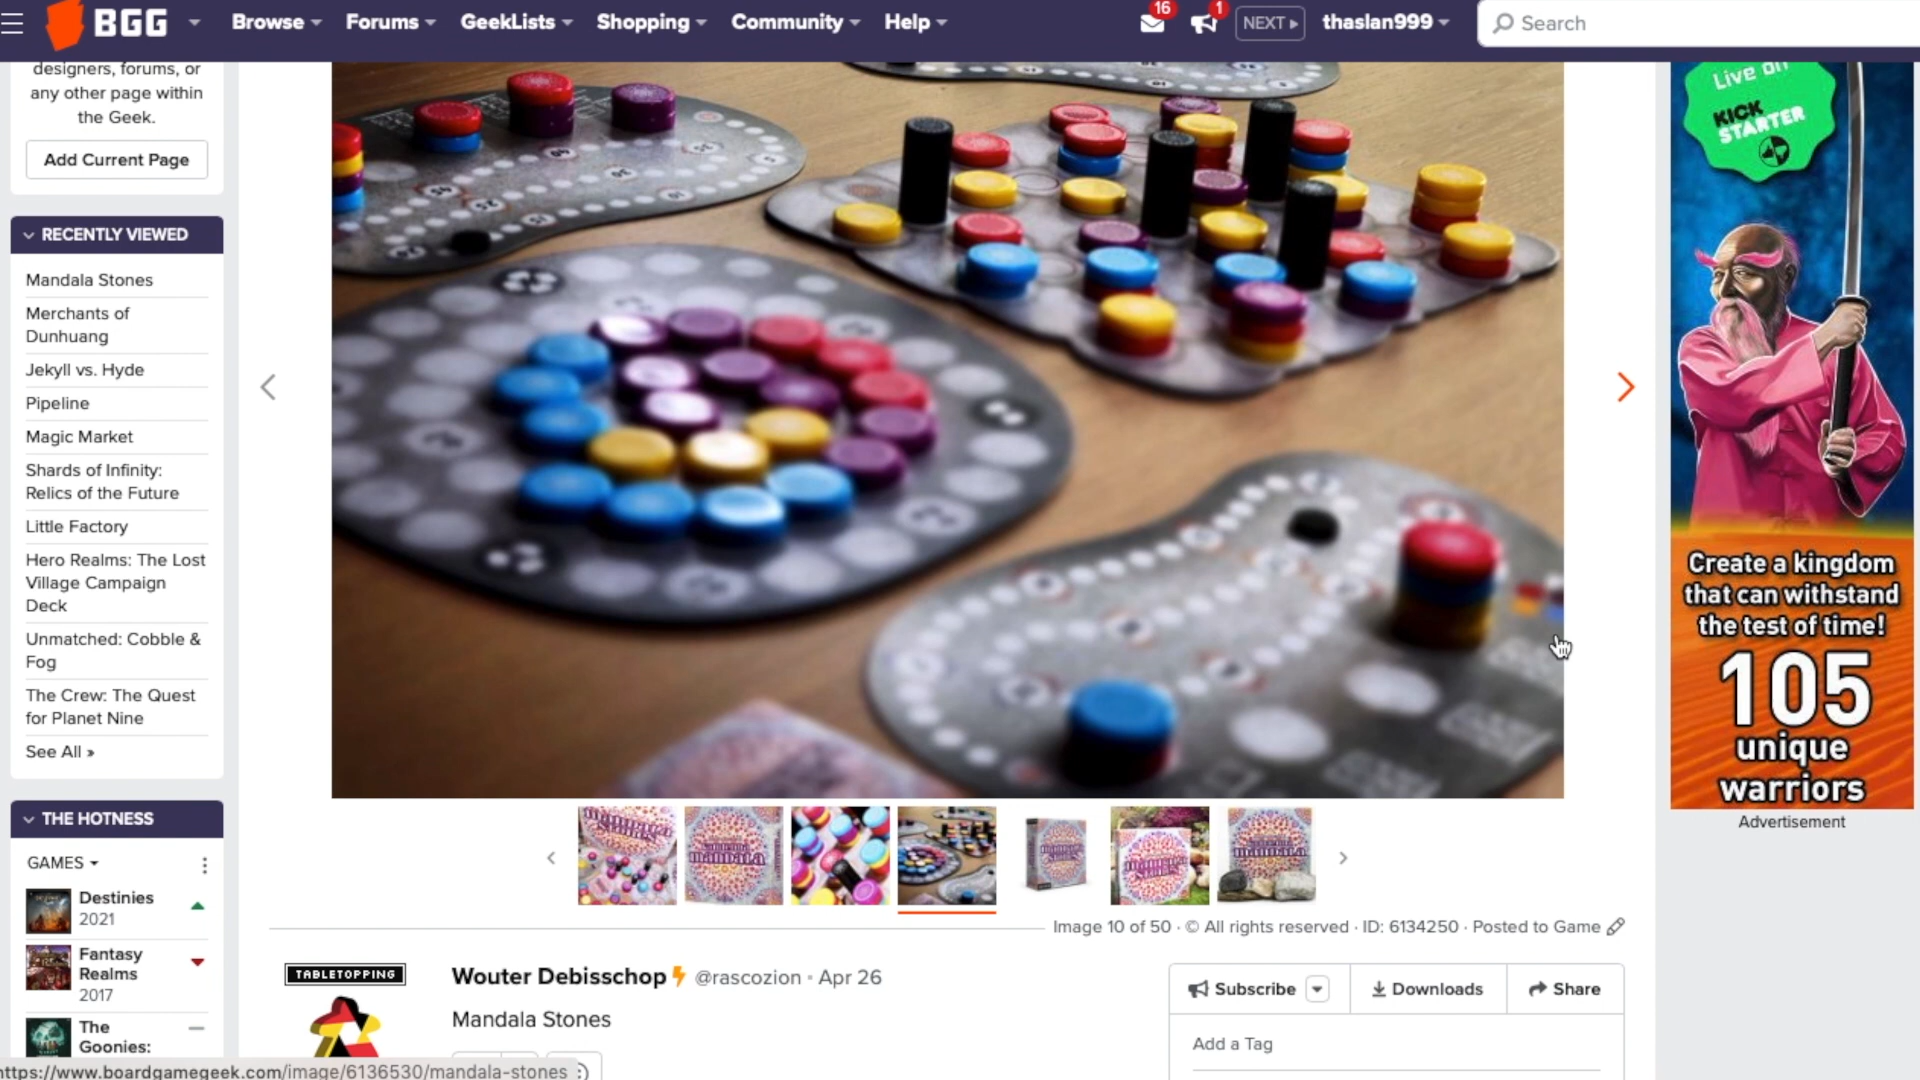 BGG
Browse
Forums
GeekLists
Shopping
Community
Help
16
1
NEXT
thaslan999
Search
designers, forums, or
any other page within
the Geek.
Add Current Page
RECENTLY VIEWED
Mandala Stones
Merchants of
Dunhuang
Jekyll vs. Hyde
Pipeline
Magic Market
Shards of Infinity:
Relics of the Future
Little Factory
Hero Realms: The Lost
Village Campaign
Deck
Unmatched: Cobble &
Fog
The Crew: The Quest
for Planet Nine
See All »
THE HOTNESS
GAMES
Destinies
2021
Fantasy
Realms
2017
The
Goonies:
Image 10 of 50 · © All rights reserved · ID: 6134250 · Posted to Game
TABLETOPPING
Wouter Debisschop @rascozion · Apr 26
Mandala Stones
Subscribe
Downloads
Share
Add a Tag
Live on
KICK
STARTER
Create a kingdom
that can withstand
the test of time!
105
unique
warriors
Advertisement
https://www.boardgamegeek.com/image/6136530/mandala-stones